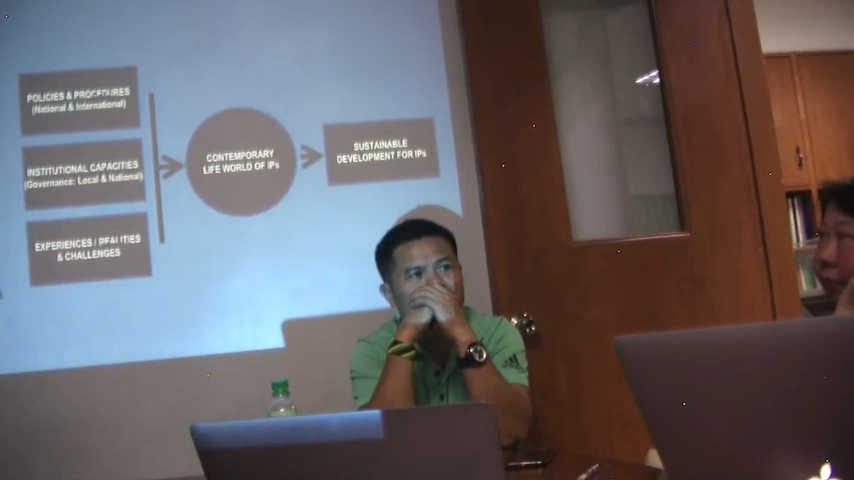 POLICIES & PROCEDURES
(National & International)
INSTITUTIONAL CAPACITIES
(Governance: Local & National)
EXPERIENCES / REALITIES
& CHALLENGES
CONTEMPORARY
LIFE WORLD OF IPs
SUSTAINABLE
DEVELOPMENT FOR IPs